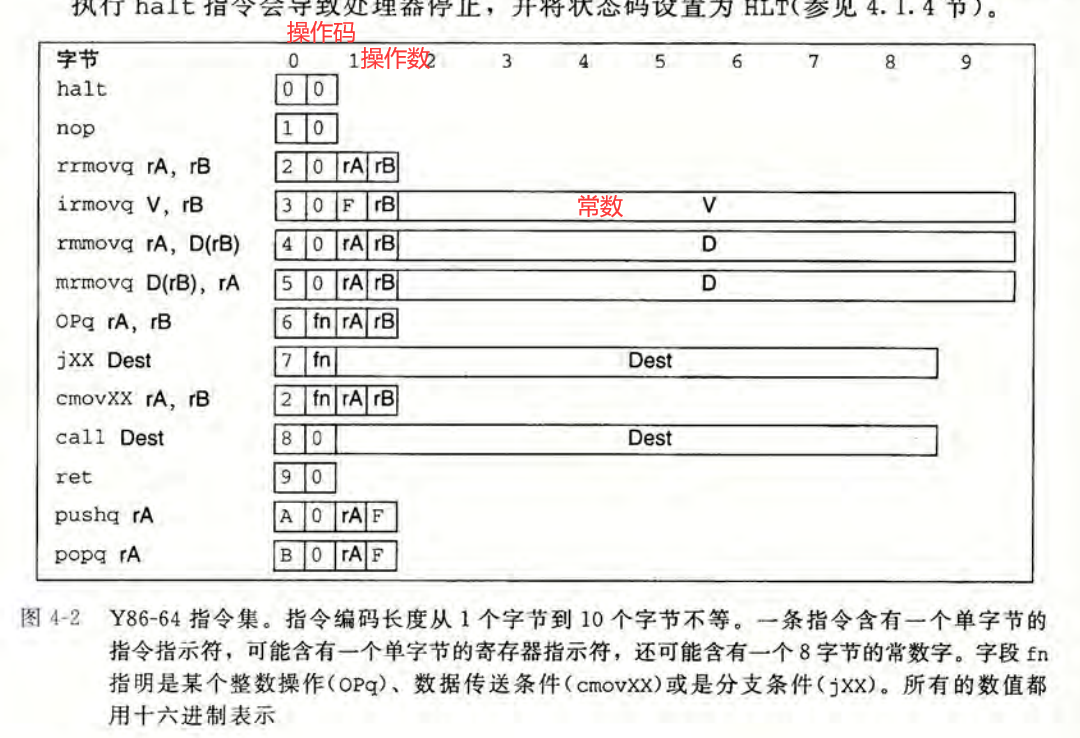 执行 halt 指令会导致处理器停止，并将状态码设置为 HLT(参见 4.1.4 节)。
操作码
操作数
字节 0 1 2 3 4 5 6 7 8 9
halt 0 0
nop 1 0
rrmovq rA, rB 2 0 rA rB
irmovq V, rB 3 0 F rB 常数 V
rmmovq rA, D(rB) 4 0 rA rB D
mrmovq D(rB), rA 5 0 rA rB D
OPq rA, rB 6 fn rA rB
jXX Dest 7 fn Dest
cmovXX rA, rB 2 fn rA rB
call Dest 8 0 Dest
ret 9 0
pushq rA A 0 rA F
popq rA B 0 rA F
图 4-2 Y86-64 指令集。指令编码长度从 1 个字节到 10 个字节不等。一条指令含有一个单字节的
指令指示符，可能含有一个单字节的寄存器指示符，还可能含有一个 8 字节的常数字。字段 fn
指明是某个整数操作(OPq)、数据传送条件(cmovXX)或是分支条件(jXX)。所有的数值都
用十六进制表示